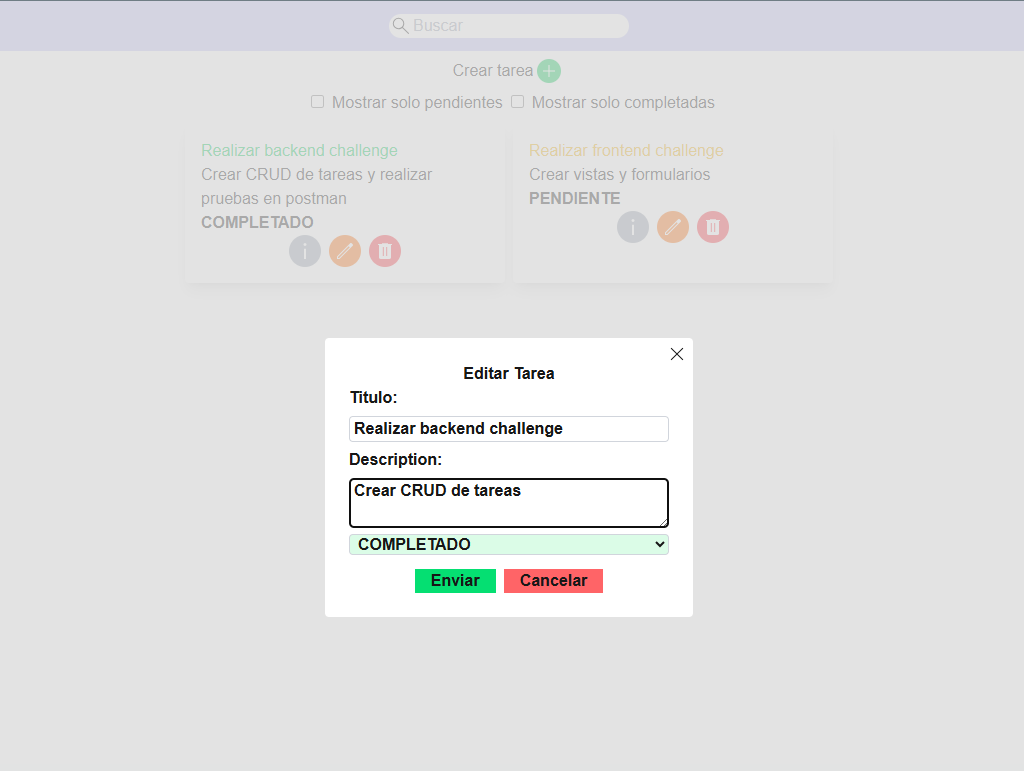 Buscar
Crear tarea
Mostrar solo pendientes Mostrar solo completadas
Realizar backend challenge
Crear CRUD de tareas y realizar
pruebas en postman
COMPLETADO
Realizar frontend challenge
Crear vistas y formularios
PENDIENTE
Editar Tarea
Titulo:
Realizar backend challenge
Description:
Crear CRUD de tareas
COMPLETADO
Enviar Cancelar